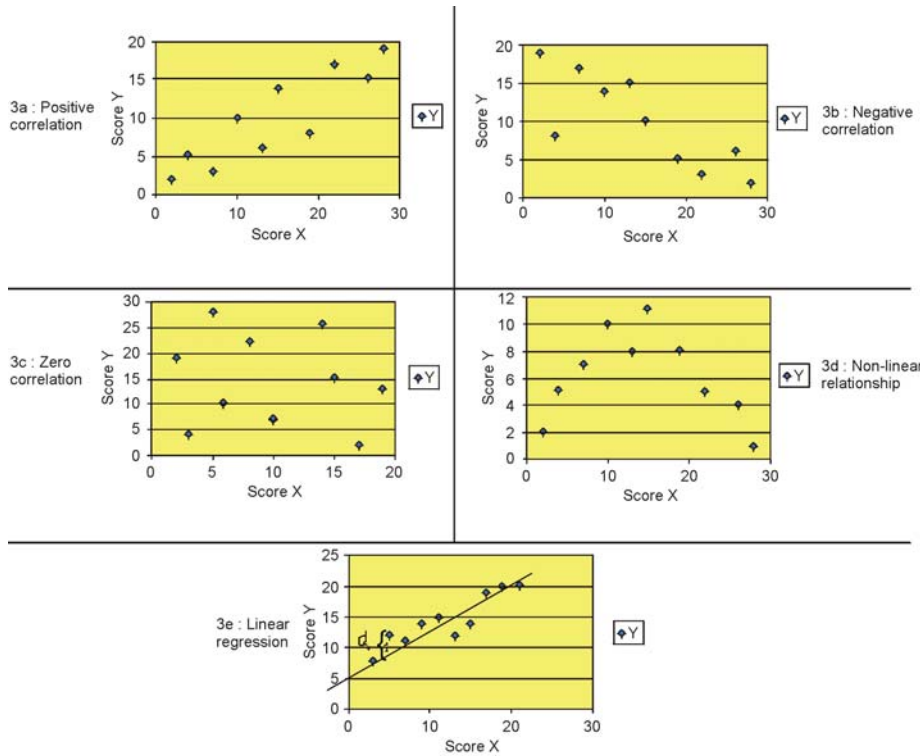 3a : Positive
correlation
Score Y
20
15
10
5
0
0 10 20 30
Score X
Y
3b : Negative
correlation
Score Y
20
15
10
5
0
0 10 20 30
Score X
Y
3c : Zero
correlation
Score Y
30
25
20
15
10
5
0
0 5 10 15 20
Score X
Y
3d : Non-linear
relationship
Score Y
12
10
8
6
4
2
0
0 10 20 30
Score X
Y
3e : Linear
regression
Score Y
25
20
15
10
5
0
d
0 10 20 30
Score X
Y